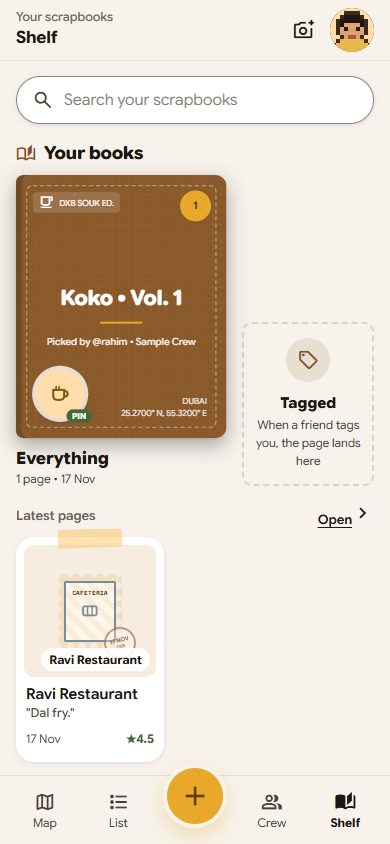 Your scrapbooks
Shelf
Search your scrapbooks
Your books
DXB SOUK ED.
1
Koko • Vol. 1
Picked by @rahim • Sample Crew
PIN
DUBAI
25.2700° N, 55.3200° E
Tagged
When a friend tags
you, the page lands
here
Everything
1 page • 17 Nov
Latest pages
Open
CAFETERIA
17 NOV
Ravi Restaurant
Ravi Restaurant
"Dal fry."
17 Nov
★4.5
Map
List
Crew
Shelf